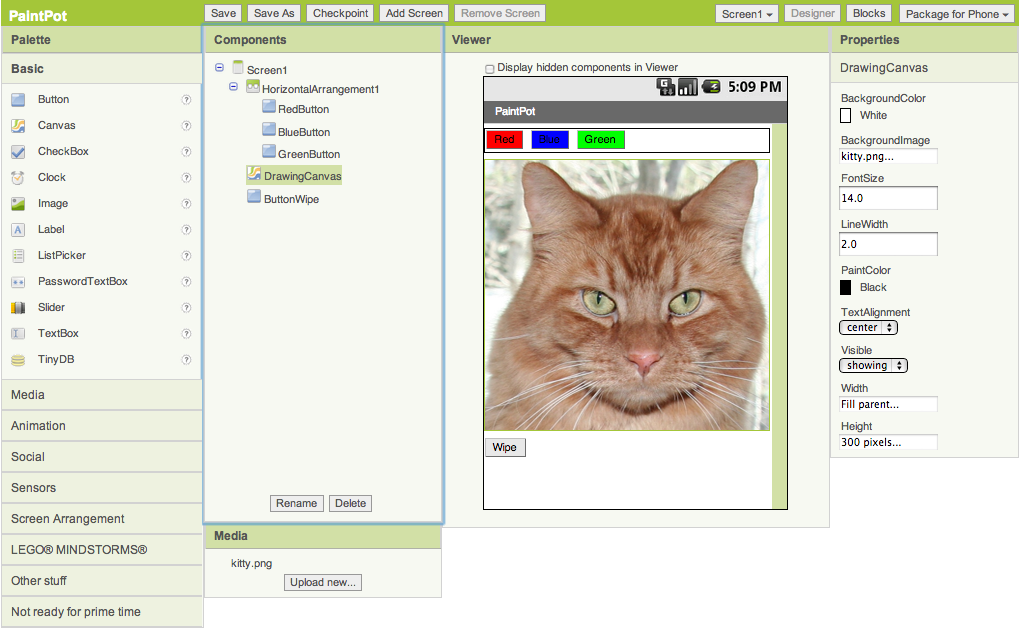 PaintPot
Save Save As Checkpoint Add Screen Remove Screen Screen1 Designer Blocks Package for Phone
Palette
Basic
Button ?
Canvas ?
CheckBox ?
Clock ?
Image ?
A Label ?
ListPicker ?
PasswordTextBox ?
Slider ?
TextBox ?
TinyDB ?
Media
Animation
Social
Sensors
Screen Arrangement
LEGO® MINDSTORMS®
Other stuff
Not ready for prime time
Components
Screen1
HorizontalArrangement1
RedButton
BlueButton
GreenButton
DrawingCanvas
ButtonWipe
Rename Delete
Media
kitty.png
Upload new...
Viewer
Display hidden components in Viewer
G 5:09 PM
PaintPot
Red Blue Green
Wipe
Properties
DrawingCanvas
BackgroundColor
White
BackgroundImage
kitty.png...
FontSize
14.0
LineWidth
2.0
PaintColor
Black
TextAlignment
center
Visible
showing
Width
Fill parent...
Height
300 pixels...